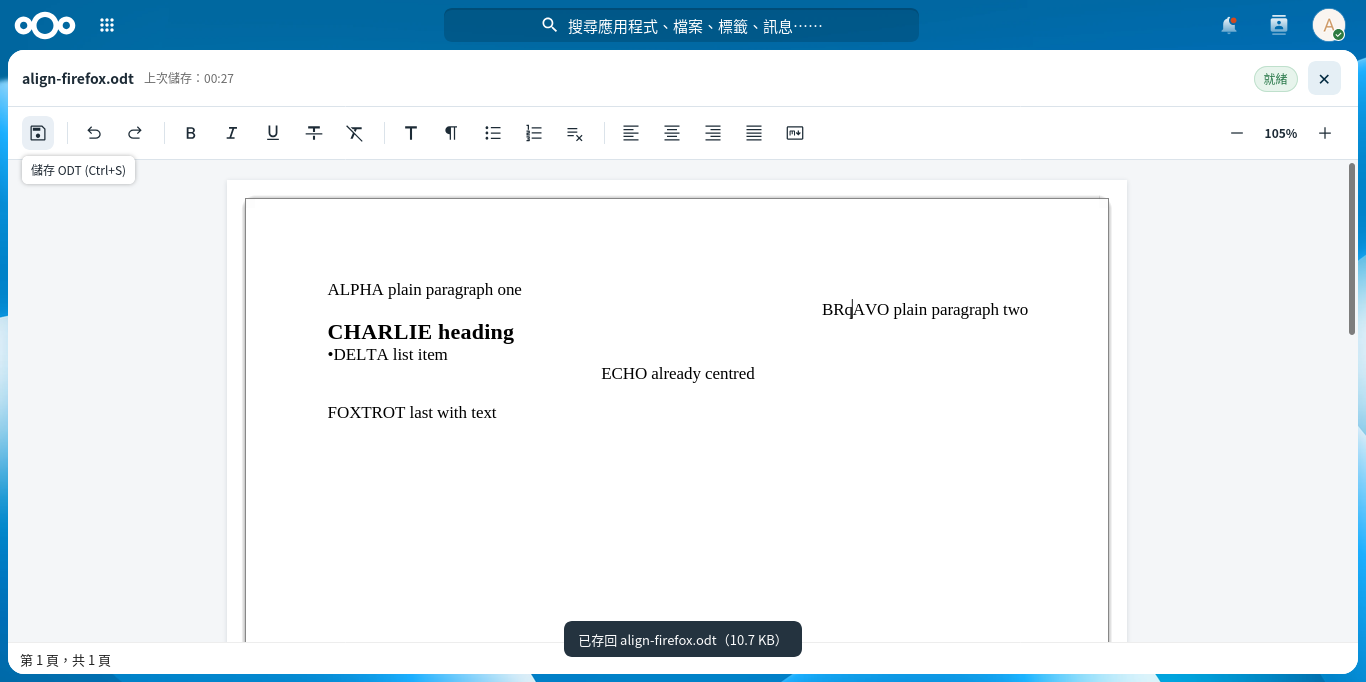 搜尋應用程式、檔案、標籤、訊息……
A
align-firefox.odt 上次儲存：00:27
就緒
105%
儲存 ODT (Ctrl+S)
ALPHA plain paragraph one
BRqAVO plain paragraph two
CHARLIE heading
•DELTA list item
ECHO already centred
FOXTROT last with text
已存回 align-firefox.odt（10.7 KB）
第 1 頁，共 1 頁